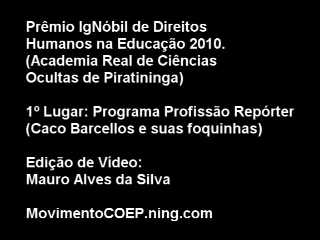 Prêmio IgNóbil de Direitos
Humanos na Educação 2010.
(Academia Real de Ciências
Ocultas de Piratininga)
1º Lugar: Programa Profissão Repórter
(Caco Barcellos e suas foquinhas)
Edição de Vídeo:
Mauro Alves da Silva
MovimentoCOEP.ning.com